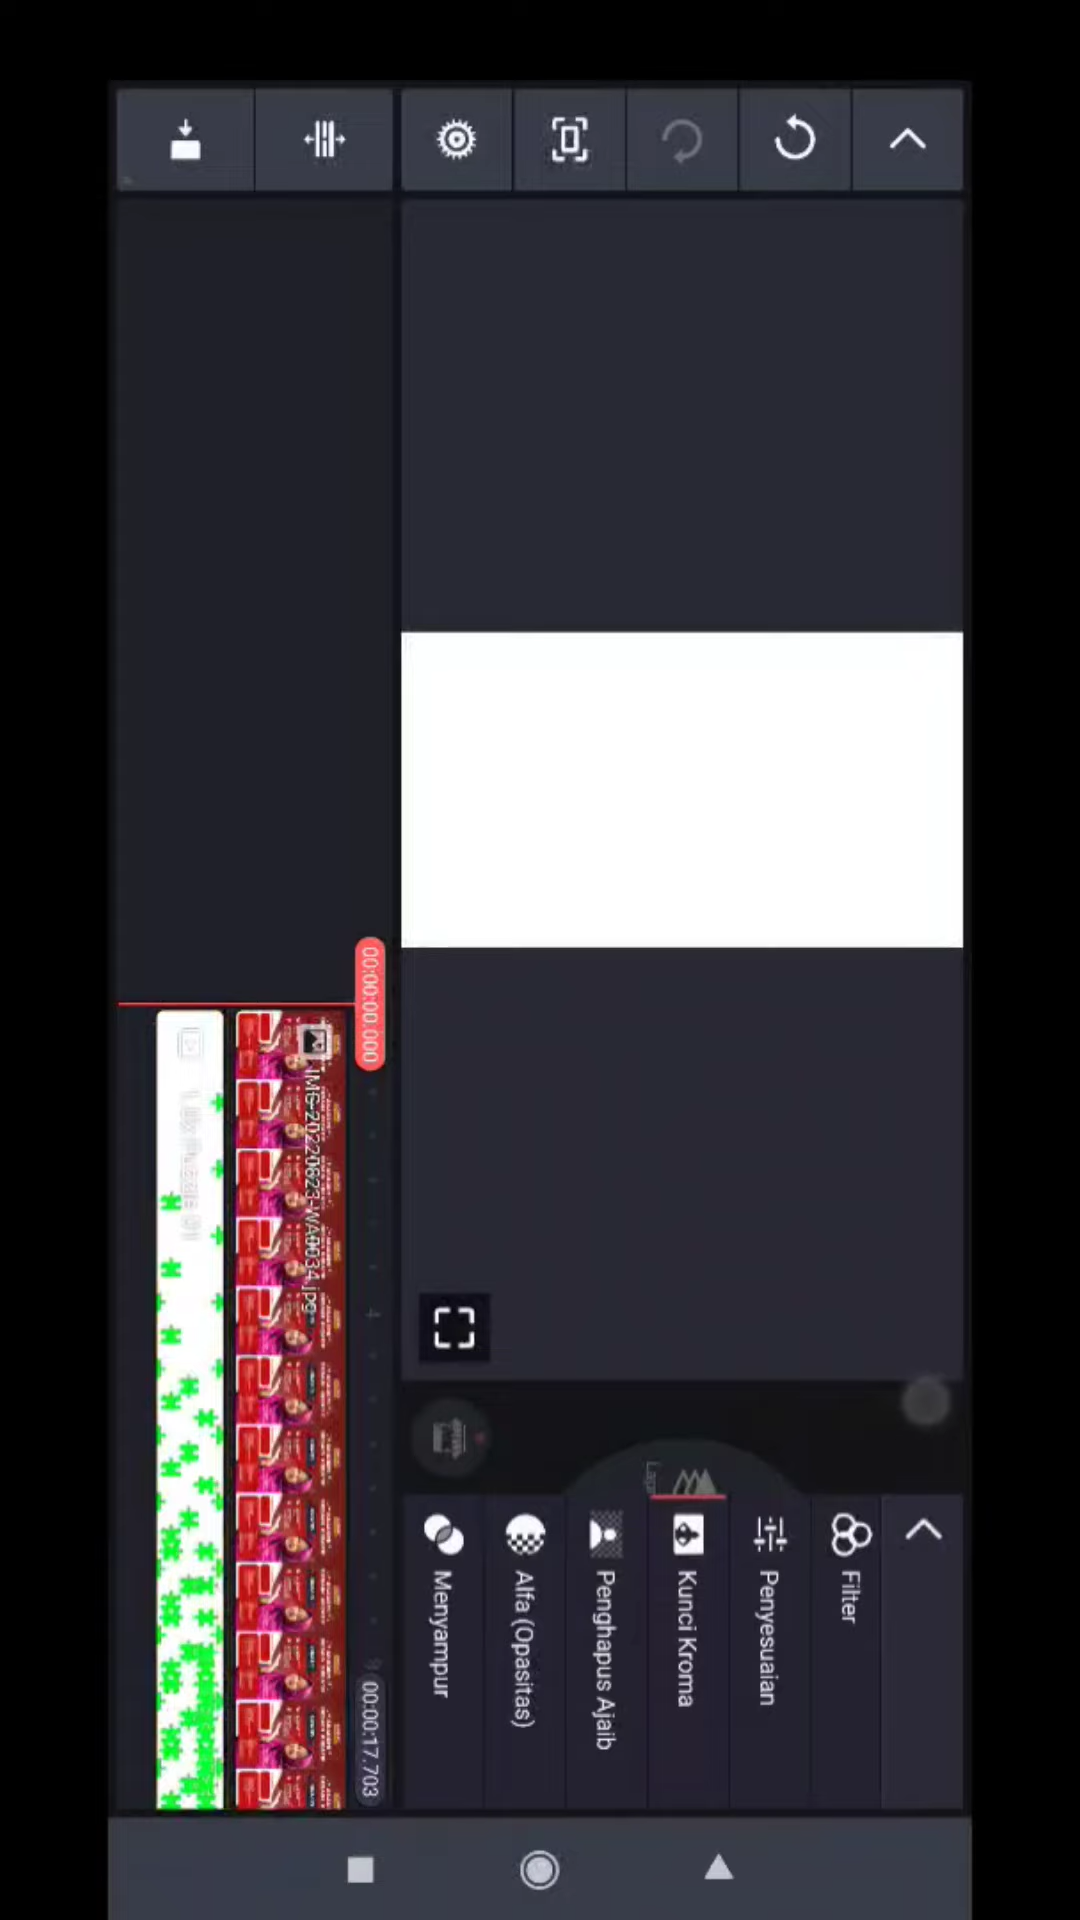 Filter
Penyesuaian
Kunci Kroma
Penghapus Ajaib
Alfa (Opasitas)
Menyampur
00:00:00.000
00:00:17.703
IMG-20220823-WA0034.jpg